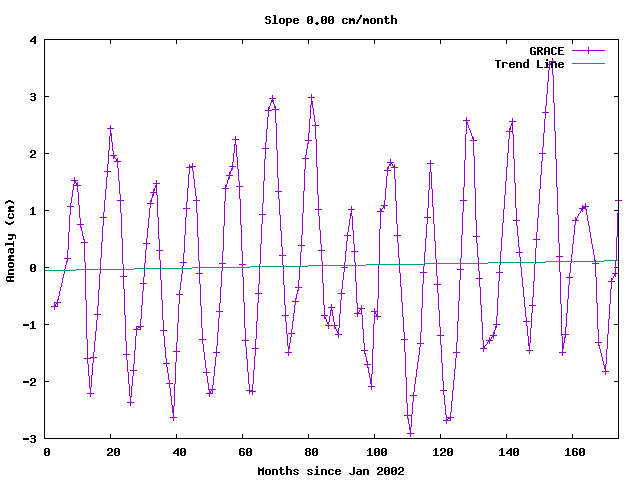 Slope 0.00 cm/month
GRACE
Trend Line
4
3
2
1
0
-1
-2
-3
Anomaly (cm)
0 20 40 60 80 100 120 140 160
Months since Jan 2002